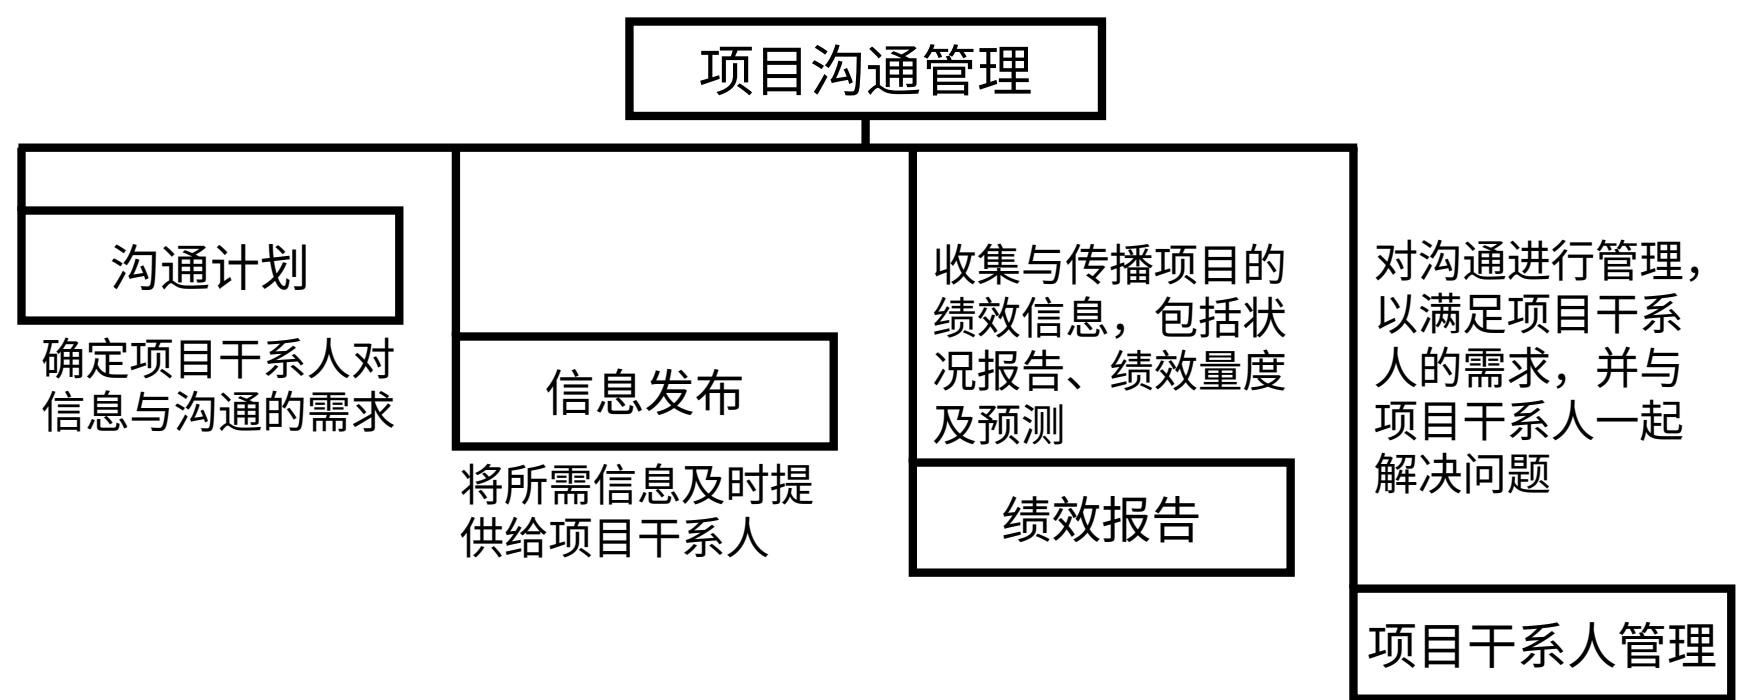 项目沟通管理
沟通计划
确定项目干系人对
信息与沟通的需求
信息发布
将所需信息及时提
供给项目干系人
收集与传播项目的
绩效信息，包括状
况报告、绩效量度
及预测
绩效报告
对沟通进行管理，
以满足项目干系
人的需求，并与
项目干系人一起
解决问题
项目干系人管理